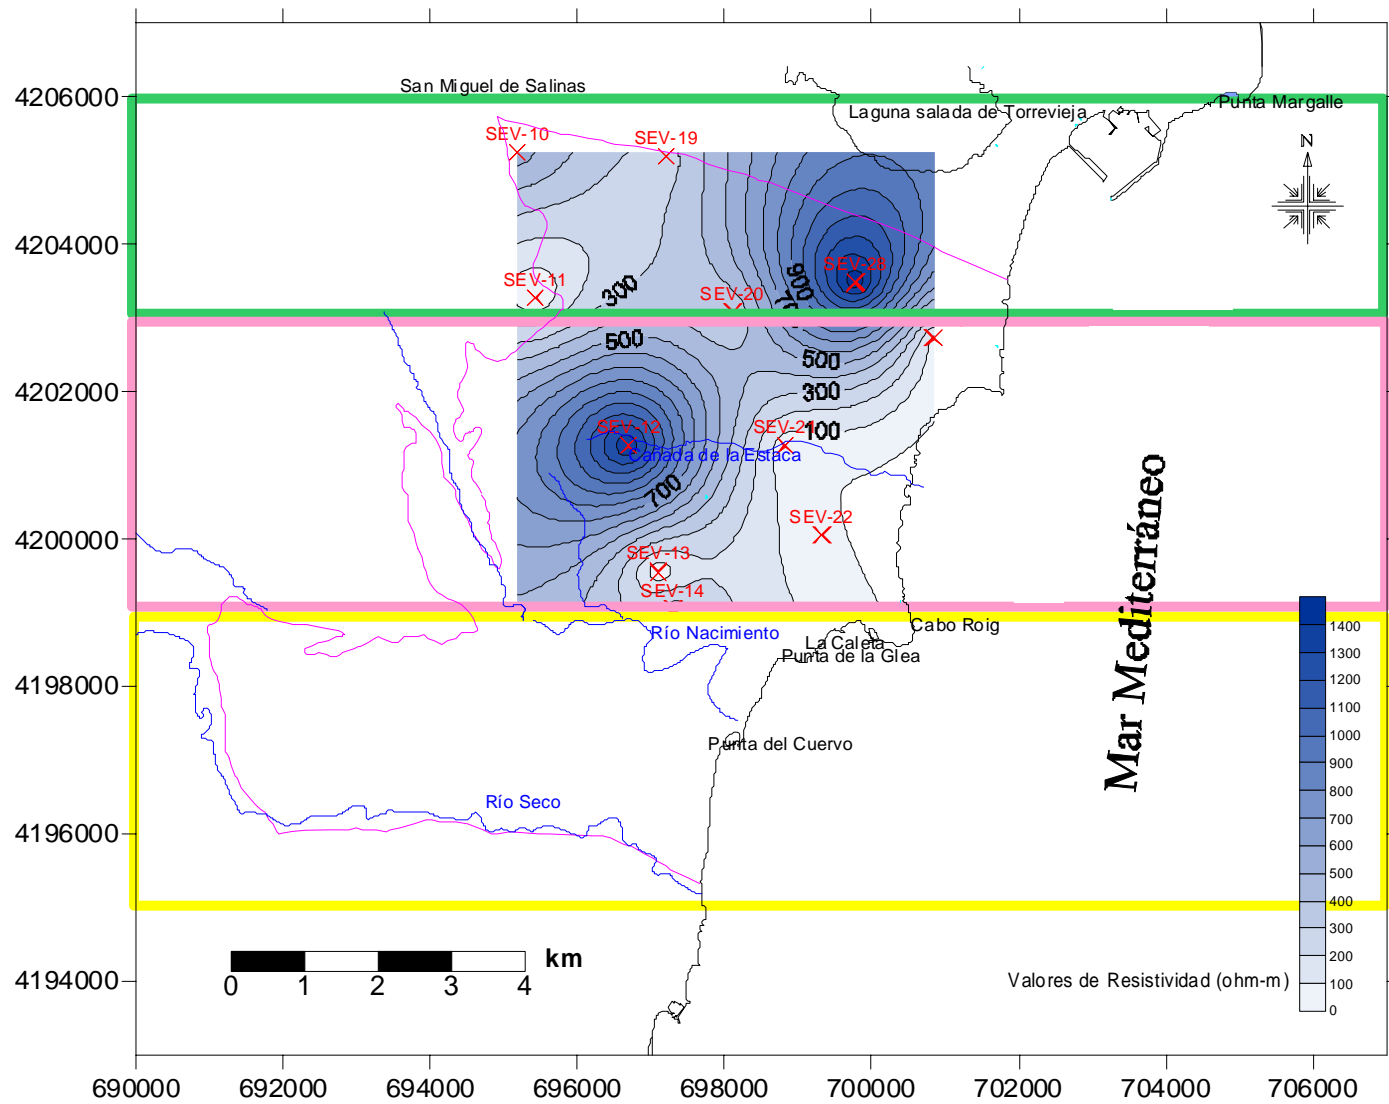 4206000
4204000
4202000
4200000
4198000
4196000
4194000
San Miguel de Salinas
Laguna salada de Torrevieja
Punta Margalle
N
SEV-10
SEV-19
SEV-11
SEV-20
SEV-28
300
900
500
500
300
100
700
SEV-12
SEV-21
Cañada de la Estaca
SEV-22
SEV-13
SEV-14
Río Nacimiento
Cabo Roig
La Caleta
Punta de la Glea
Punta del Cuervo
Río Seco
Mar Mediterráneo
km
0 1 2 3 4
Valores de Resistividad (ohm-m)
1400
1300
1200
1100
1000
900
800
700
600
500
400
300
200
100
0
690000 692000 694000 696000 698000 700000 702000 704000 706000